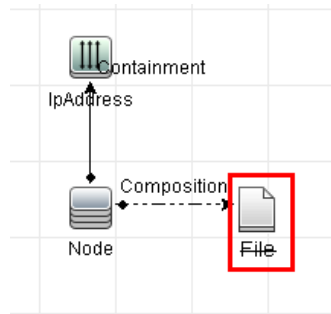 Containment
IpAddress
Composition
Node
File